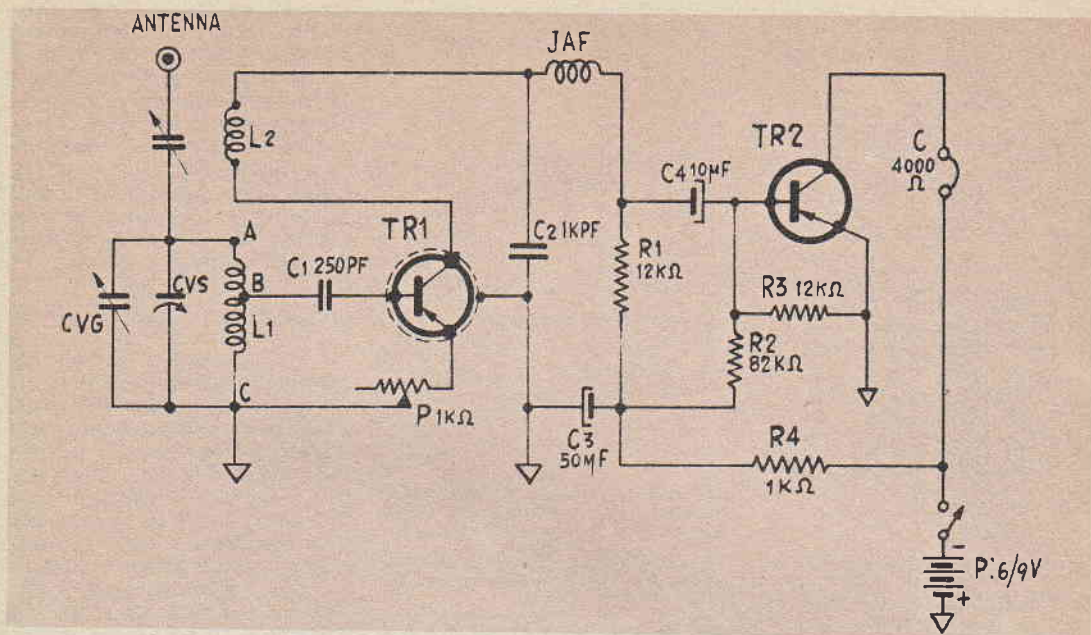 ANTENNA
JAF
L2
TR2
C
4000
Ω
C4 10µF
TR1
C2 1KPF
A
C1 250PF
R1
12KΩ
B
CVS
R3 12KΩ
CVG
L1
R2
82KΩ
C
P 1KΩ
C3
50MF
R4
1KΩ
-
P:6/9V
+